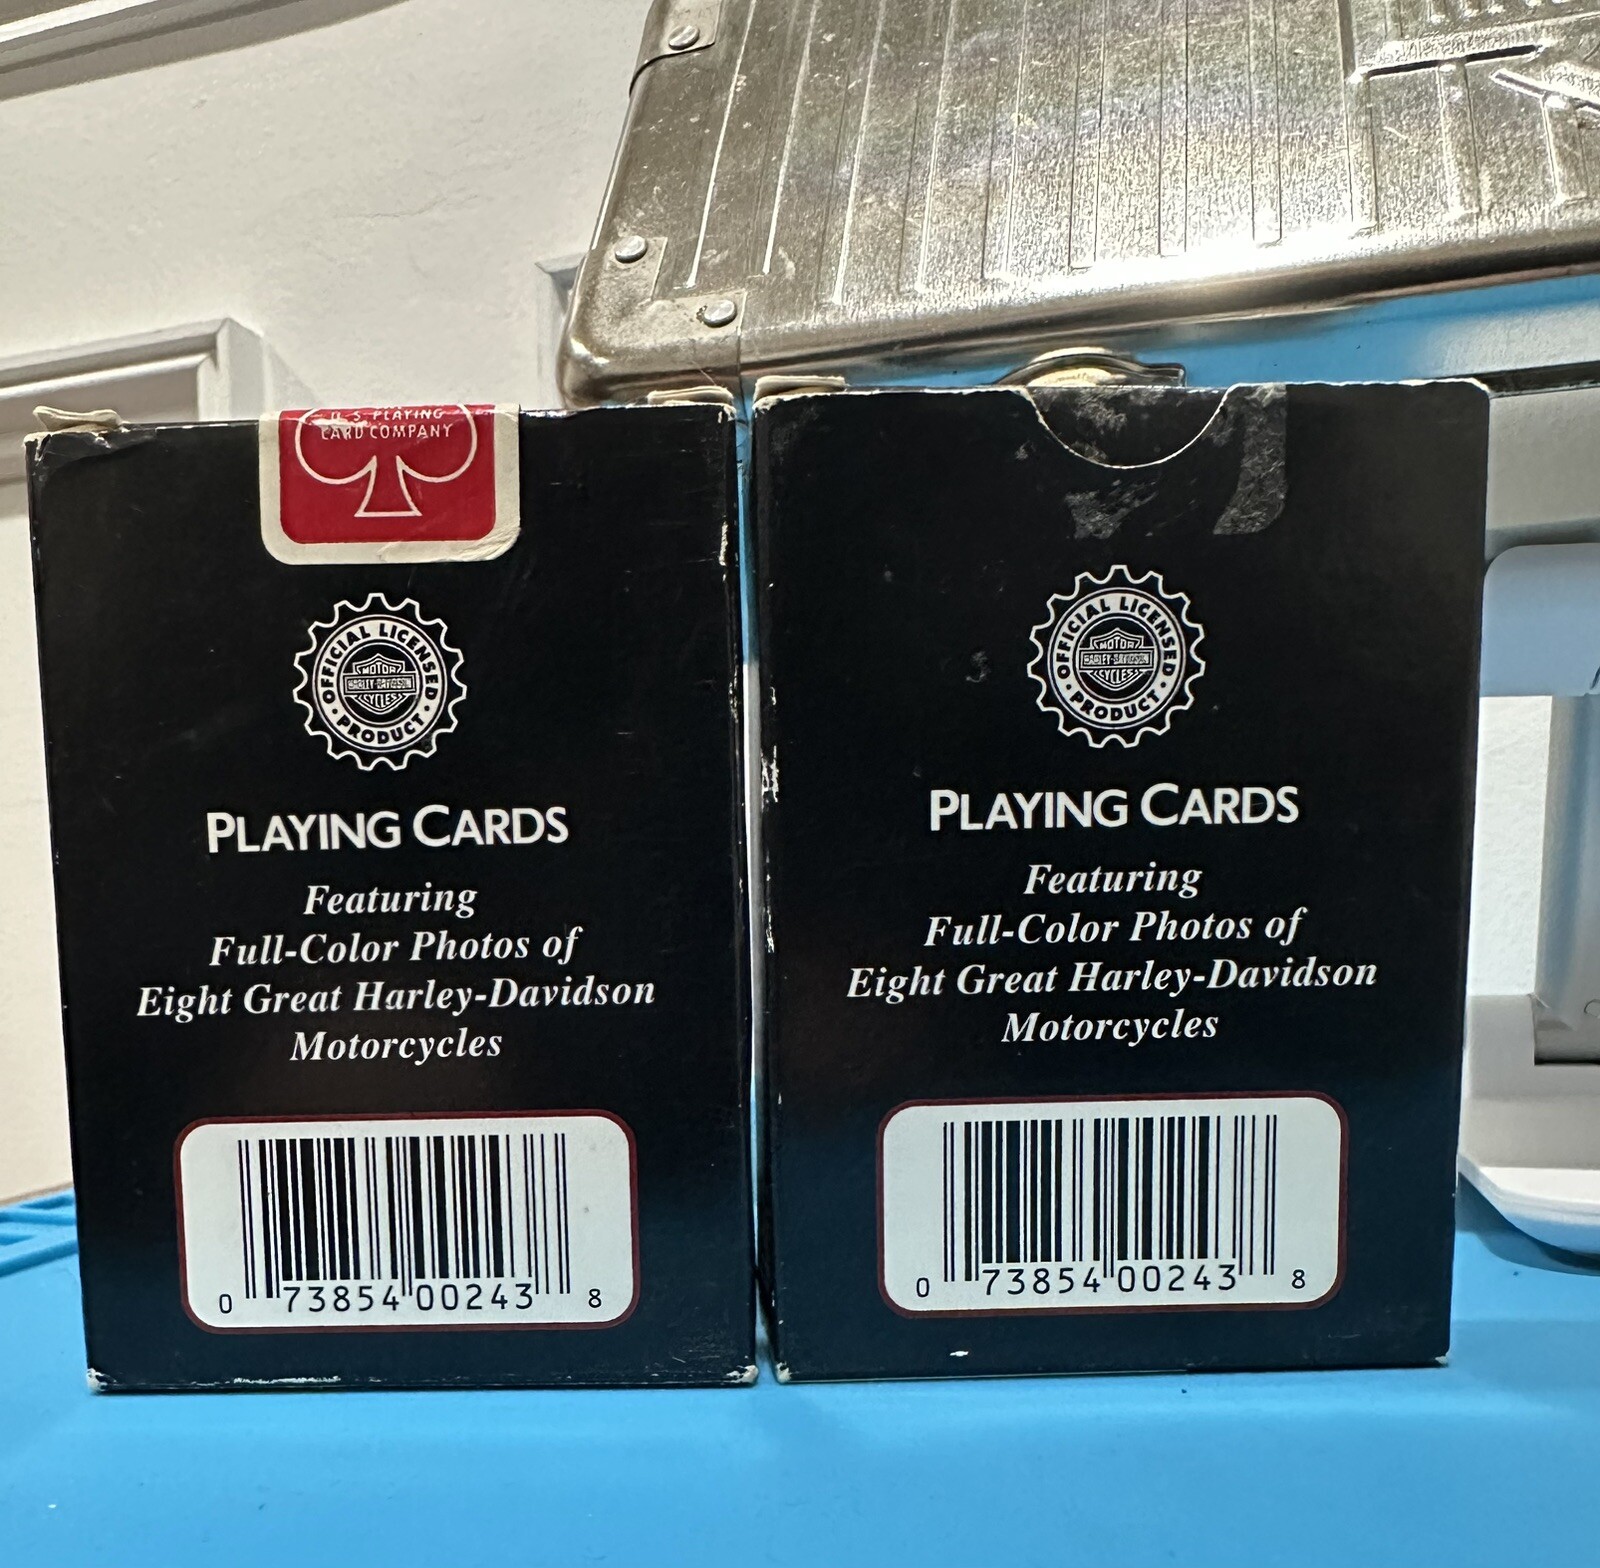 U. S. PLAYING
CARD COMPANY
OFFICIAL LICENSED
MOTOR
HARLEY-DAVIDSON
CYCLES
PRODUCT
PLAYING CARDS
Featuring
Full-Color Photos of
Eight Great Harley-Davidson
Motorcycles
0 73854 00243 8
OFFICIAL LICENSED
MOTOR
HARLEY-DAVIDSON
CYCLES
PRODUCT
PLAYING CARDS
Featuring
Full-Color Photos of
Eight Great Harley-Davidson
Motorcycles
0 73854 00243 8